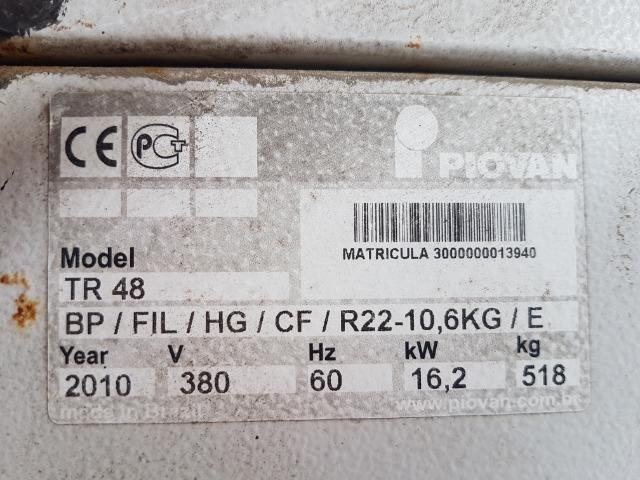 CE PCT
PIOVAN
MATRICULA 3000000013940
Model
TR 48
BP / FIL / HG / CF / R22-10,6KG / E
Year V Hz kW kg
2010 380 60 16,2 518
made in Brazil www.piovan.com.br